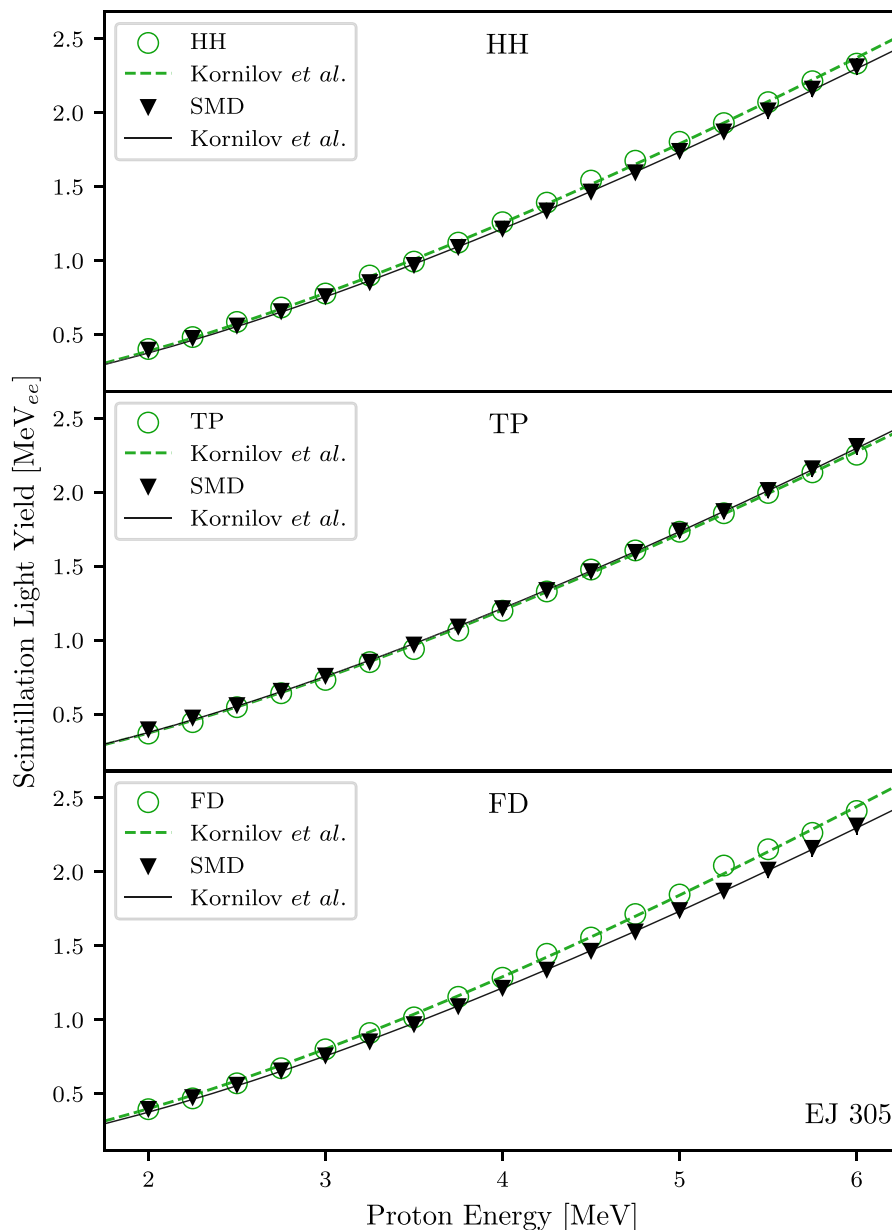 Scintillation Light Yield [MeVee]
HH
HH
Kornilov et al.
SMD
Kornilov et al.
2.5
2.0
1.5
1.0
0.5
TP
TP
Kornilov et al.
SMD
Kornilov et al.
2.5
2.0
1.5
1.0
0.5
FD
FD
Kornilov et al.
SMD
Kornilov et al.
2.5
2.0
1.5
1.0
0.5
EJ 305
2 3 4 5 6
Proton Energy [MeV]